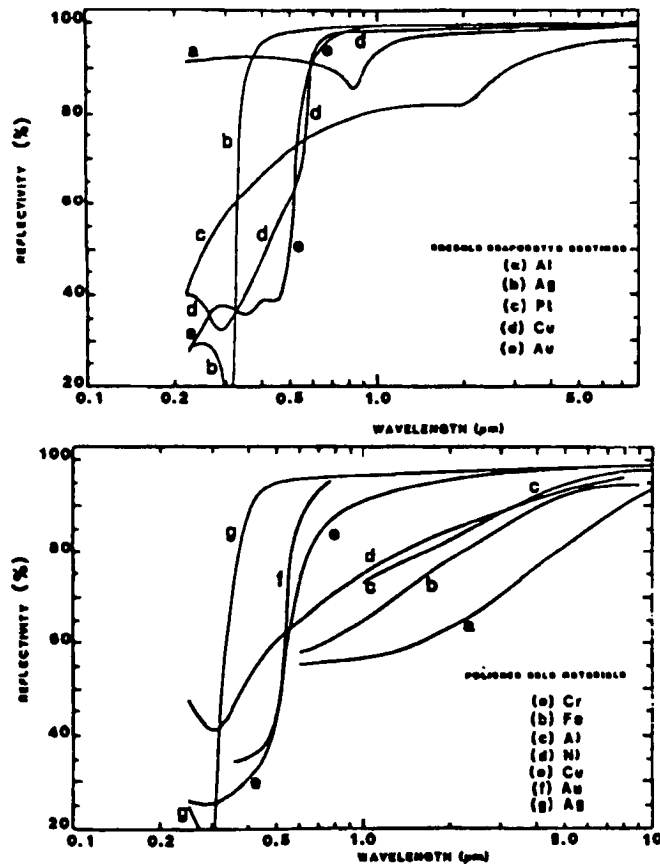 100
a
e
d
80
b
d
REFLECTIVITY (%)
60
c
d
e
(a) Al
(b) Ag
40
(c) Pt
d
(d) Cu
e
(e) Au
b
20
0.1 0.2 0.5 1.0 5.0
WAVELENGTH (μm)
100
c
g
e
80
f
d
c
b
REFLECTIVITY (%)
a
60
POLISHED BULK MATERIALS
(a) Cr
(b) Fe
40
(c) Al
(d) Ni
e
(e) Cu
(f) Au
g
(g) Ag
20
0.1 0.2 0.5 1.0 5.0 10
WAVELENGTH (μm)